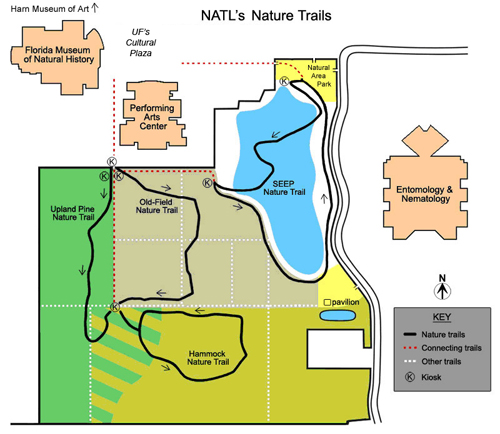 Harn Museum of Art ↑
NATL's Nature Trails
UF's
Cultural
Plaza
Florida Museum
of Natural History
Natural
Area
Park
K
Performing
Arts
Center
K
K K
K
Upland Pine
Nature Trail
Old-Field
Nature Trail
SEEP
Nature Trail
Entomology &
Nematology
N
pavilion
K
Hammock
Nature Trail
KEY
Nature trails
Connecting trails
Other trails
K Kiosk